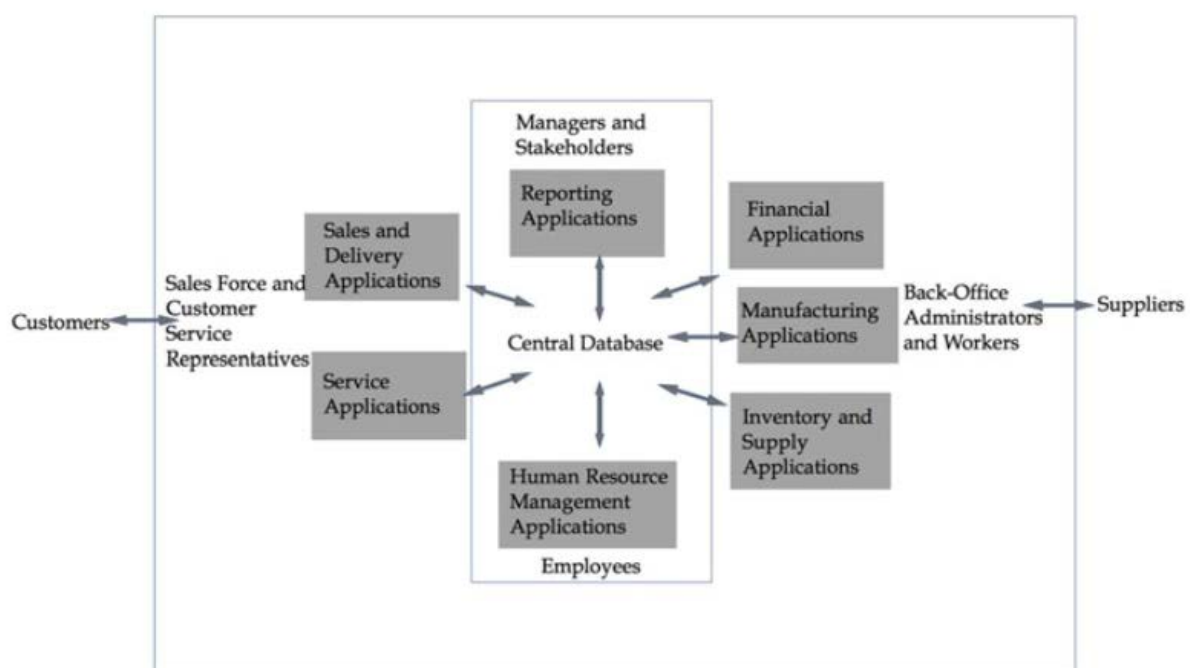 Managers and
Stakeholders
Reporting
Applications
Financial
Applications
Sales and
Delivery
Applications
Sales Force and
Customer
Service
Representatives
Customers
Central Database
Manufacturing
Applications
Back-Office
Administrators
and Workers
Suppliers
Service
Applications
Inventory and
Supply
Applications
Human Resource
Management
Applications
Employees